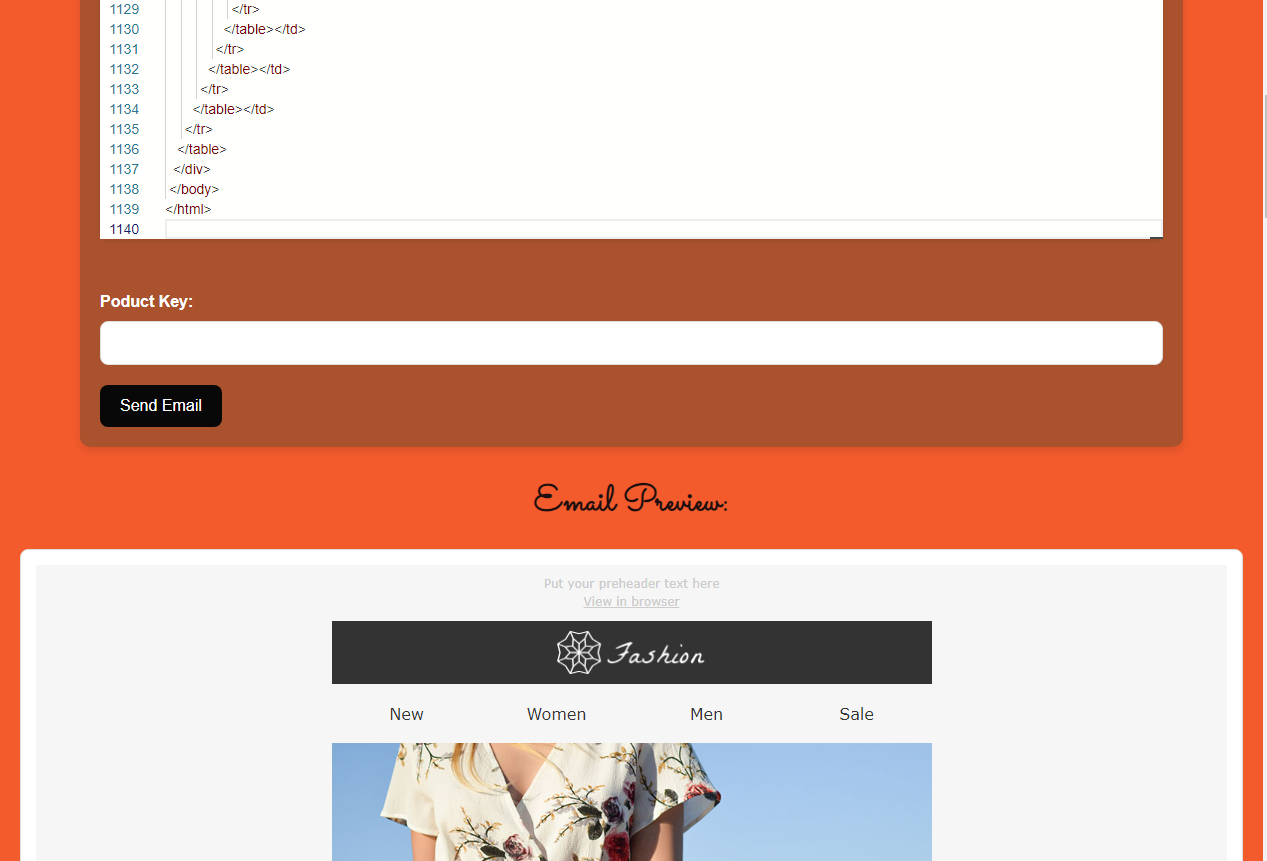 1129 </tr>
1130 </table></td>
1131 </tr>
1132 </table></td>
1133 </tr>
1134 </table></td>
1135 </tr>
1136 </table>
1137 </div>
1138 </body>
1139 </html>
1140
Poduct Key:
Send Email
Email Preview:
Put your preheader text here
View in browser
Fashion
New Women Men Sale